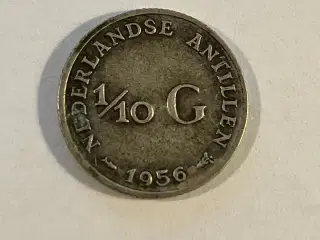 NEDERLANDSE ANTILLEN
1/10 G
1956